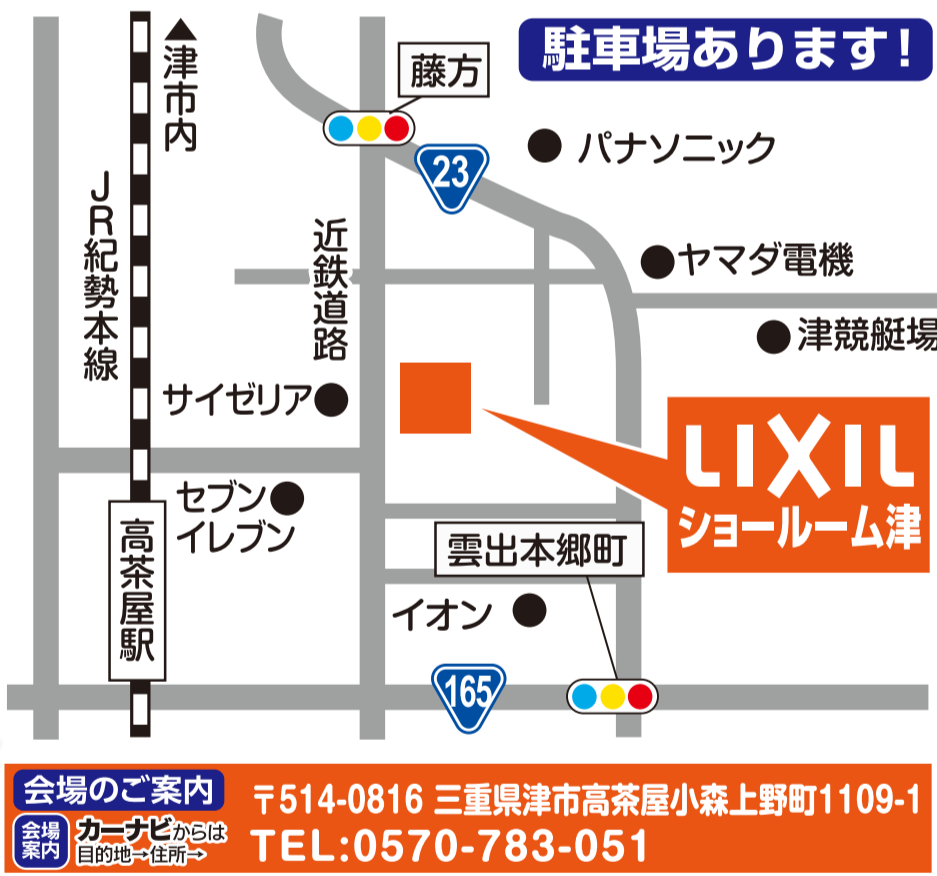 駐車場あります!
▲津市内
藤方
23
パナソニック
JR紀勢本線
近鉄道路
ヤマダ電機
津競艇場
サイゼリア
LIXIL
ショールーム津
セブン
イレブン
高茶屋駅
雲出本郷町
イオン
165
会場のご案内
〒514-0816 三重県津市高茶屋小森上野町1109-1
会場
案内
カーナビからは
目的地→住所→
TEL:0570-783-051